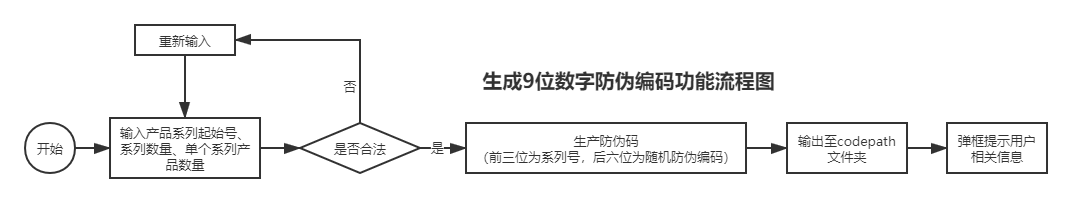 重新输入
生成9位数字防伪编码功能流程图
否
开始
输入产品系列起始号、
系列数量、单个系列产
品数量
是否合法
是
生产防伪码
（前三位为系列号，后六位为随机防伪编码）
输出至codepath
文件夹
弹框提示用户
相关信息